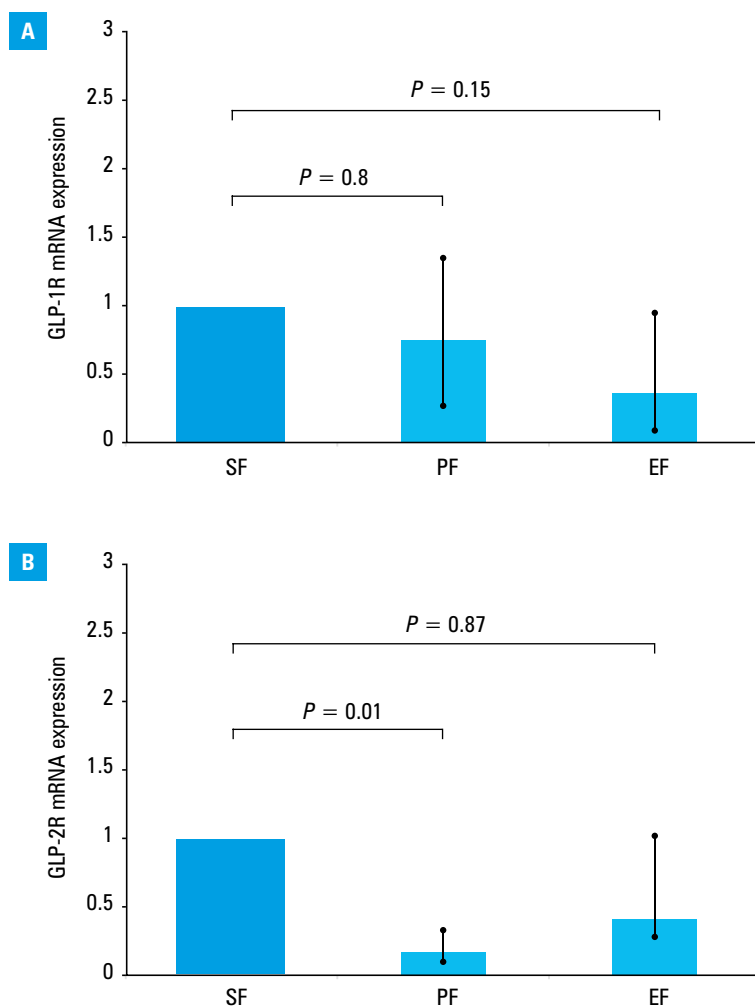 A
3
2.5
2
1.5
1
0.5
0
GLP-1R mRNA expression
P = 0.15
P = 0.8
SF PF EF
B
3
2.5
2
1.5
1
0.5
0
GLP-2R mRNA expression
P = 0.87
P = 0.01
SF PF EF